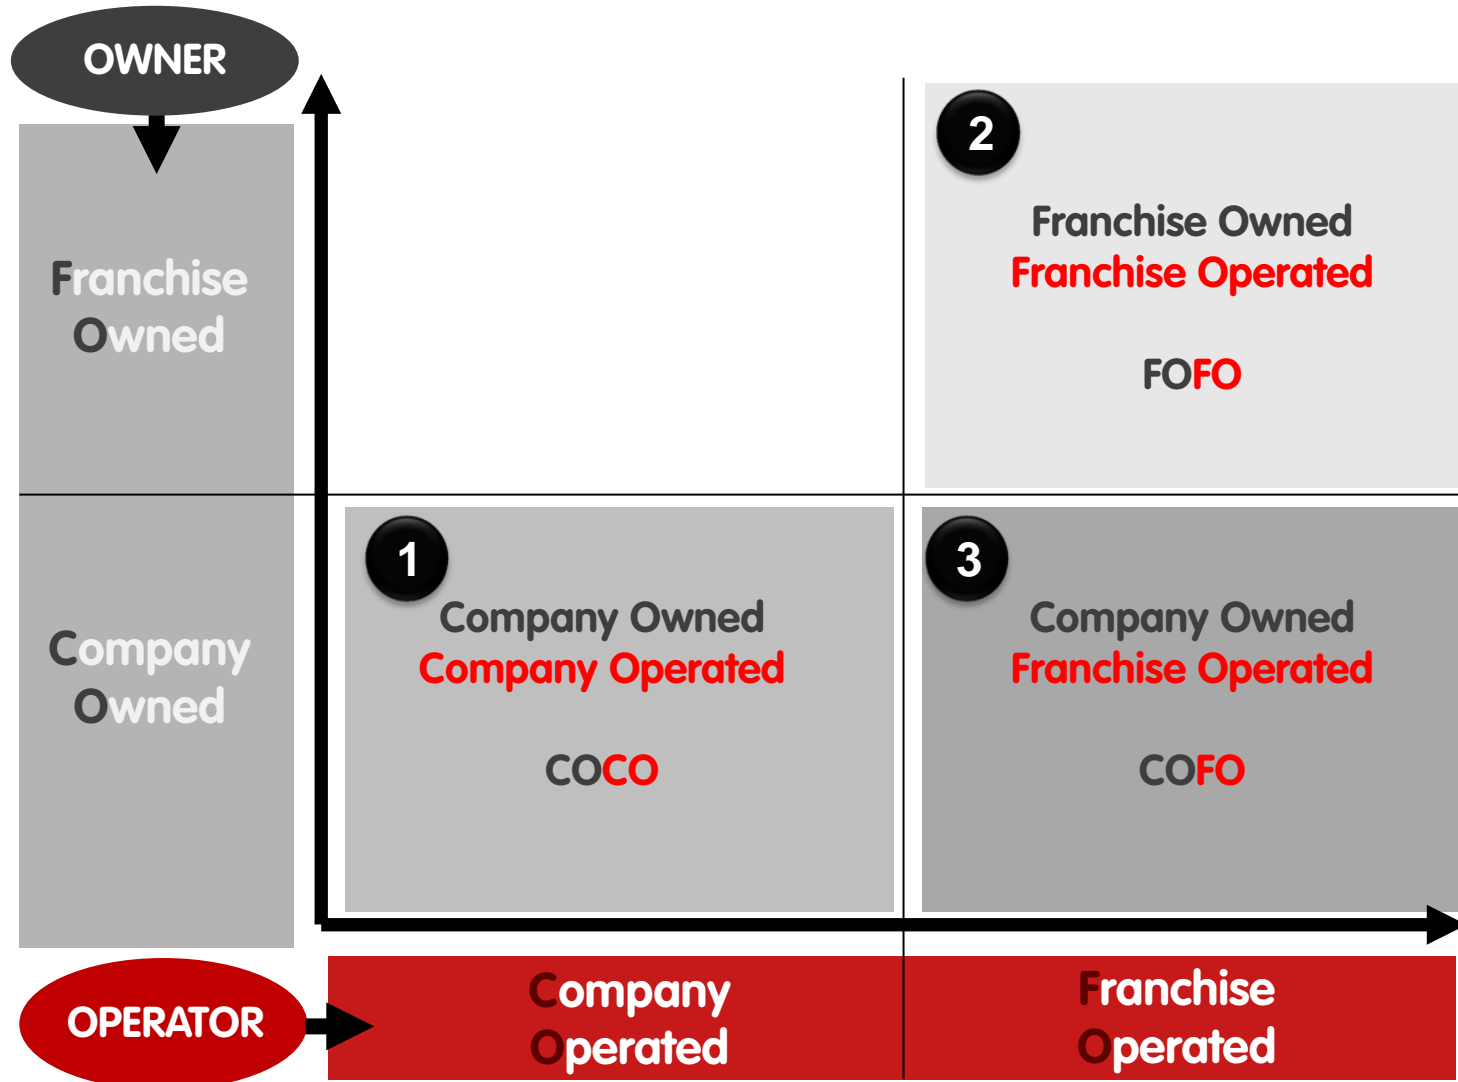 OWNER
2
Franchise Owned
Franchise Operated
FOFO
Franchise
Owned
1
Company Owned
Company Operated
COCO
3
Company Owned
Franchise Operated
COFO
Company
Owned
OPERATOR
Company
Operated
Franchise
Operated